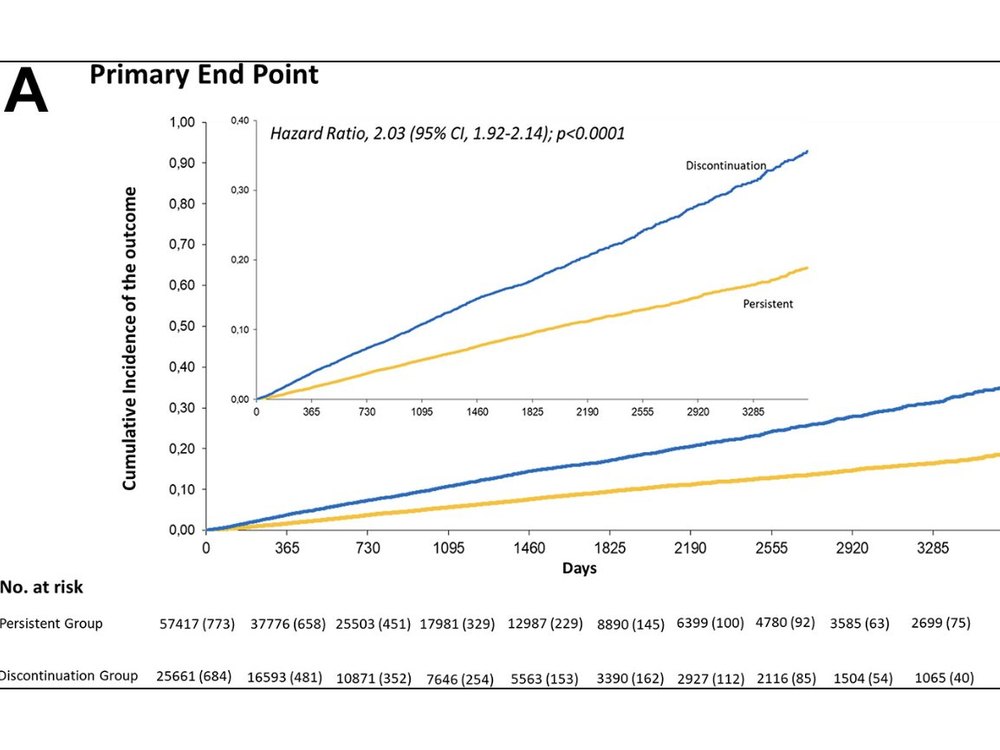 A
Primary End Point
Cumulative Incidence of the outcome
1,00
0,90
0,80
0,70
0,60
0,50
0,40
0,30
0,20
0,10
0,00
0,40
0,30
0,20
0,10
0,00
Hazard Ratio, 2.03 (95% CI, 1.92-2.14); p<0.0001
Discontinuation
Persistent
0 365 730 1095 1460 1825 2190 2555 2920 3285
0 365 730 1095 1460 1825 2190 2555 2920 3285
Days
No. at risk
Persistent Group 57417 (773) 37776 (658) 25503 (451) 17981 (329) 12987 (229) 8890 (145) 6399 (100) 4780 (92) 3585 (63) 2699 (75)
Discontinuation Group 25661 (684) 16593 (481) 10871 (352) 7646 (254) 5563 (153) 3390 (162) 2927 (112) 2116 (85) 1504 (54) 1065 (40)